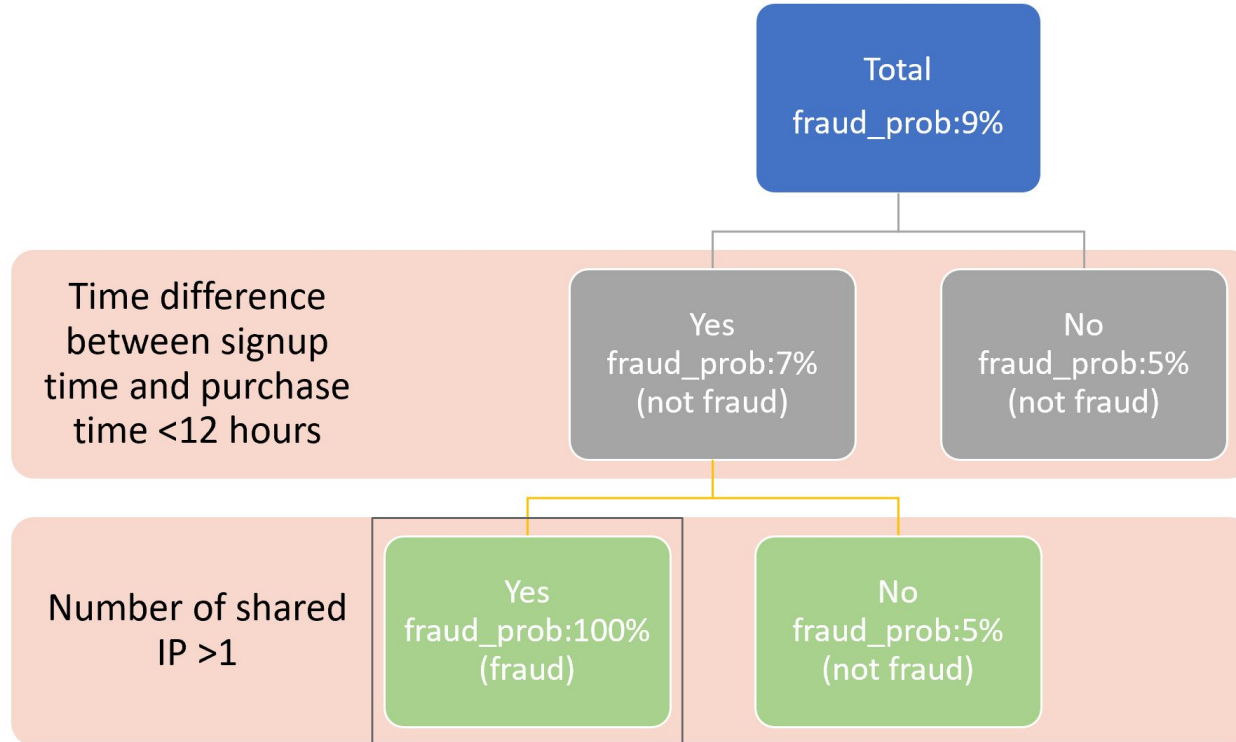 Total
fraud_prob:9%
Time difference
between signup
time and purchase
time <12 hours
Yes
fraud_prob:7%
(not fraud)
No
fraud_prob:5%
(not fraud)
Number of shared
IP >1
Yes
fraud_prob:100%
(fraud)
No
fraud_prob:5%
(not fraud)